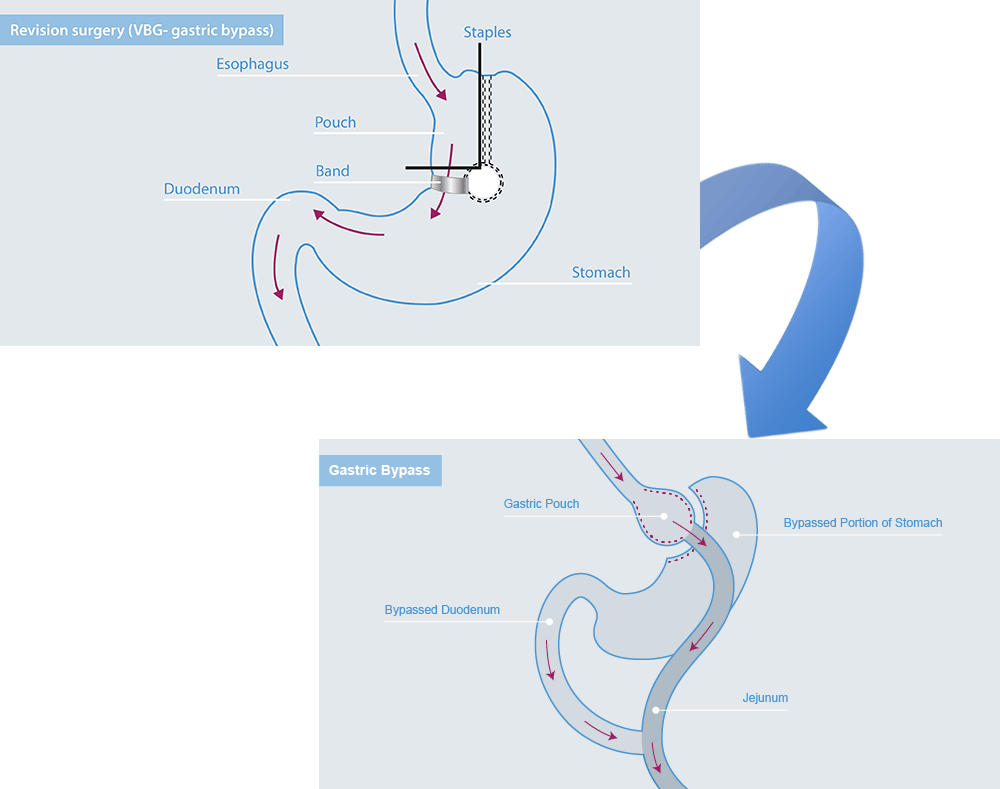 Revision surgery (VBG- gastric bypass)
Staples
Esophagus
Pouch
Band
Duodenum
Stomach
Gastric Bypass
Gastric Pouch
Bypassed Portion of Stomach
Bypassed Duodenum
Jejunum